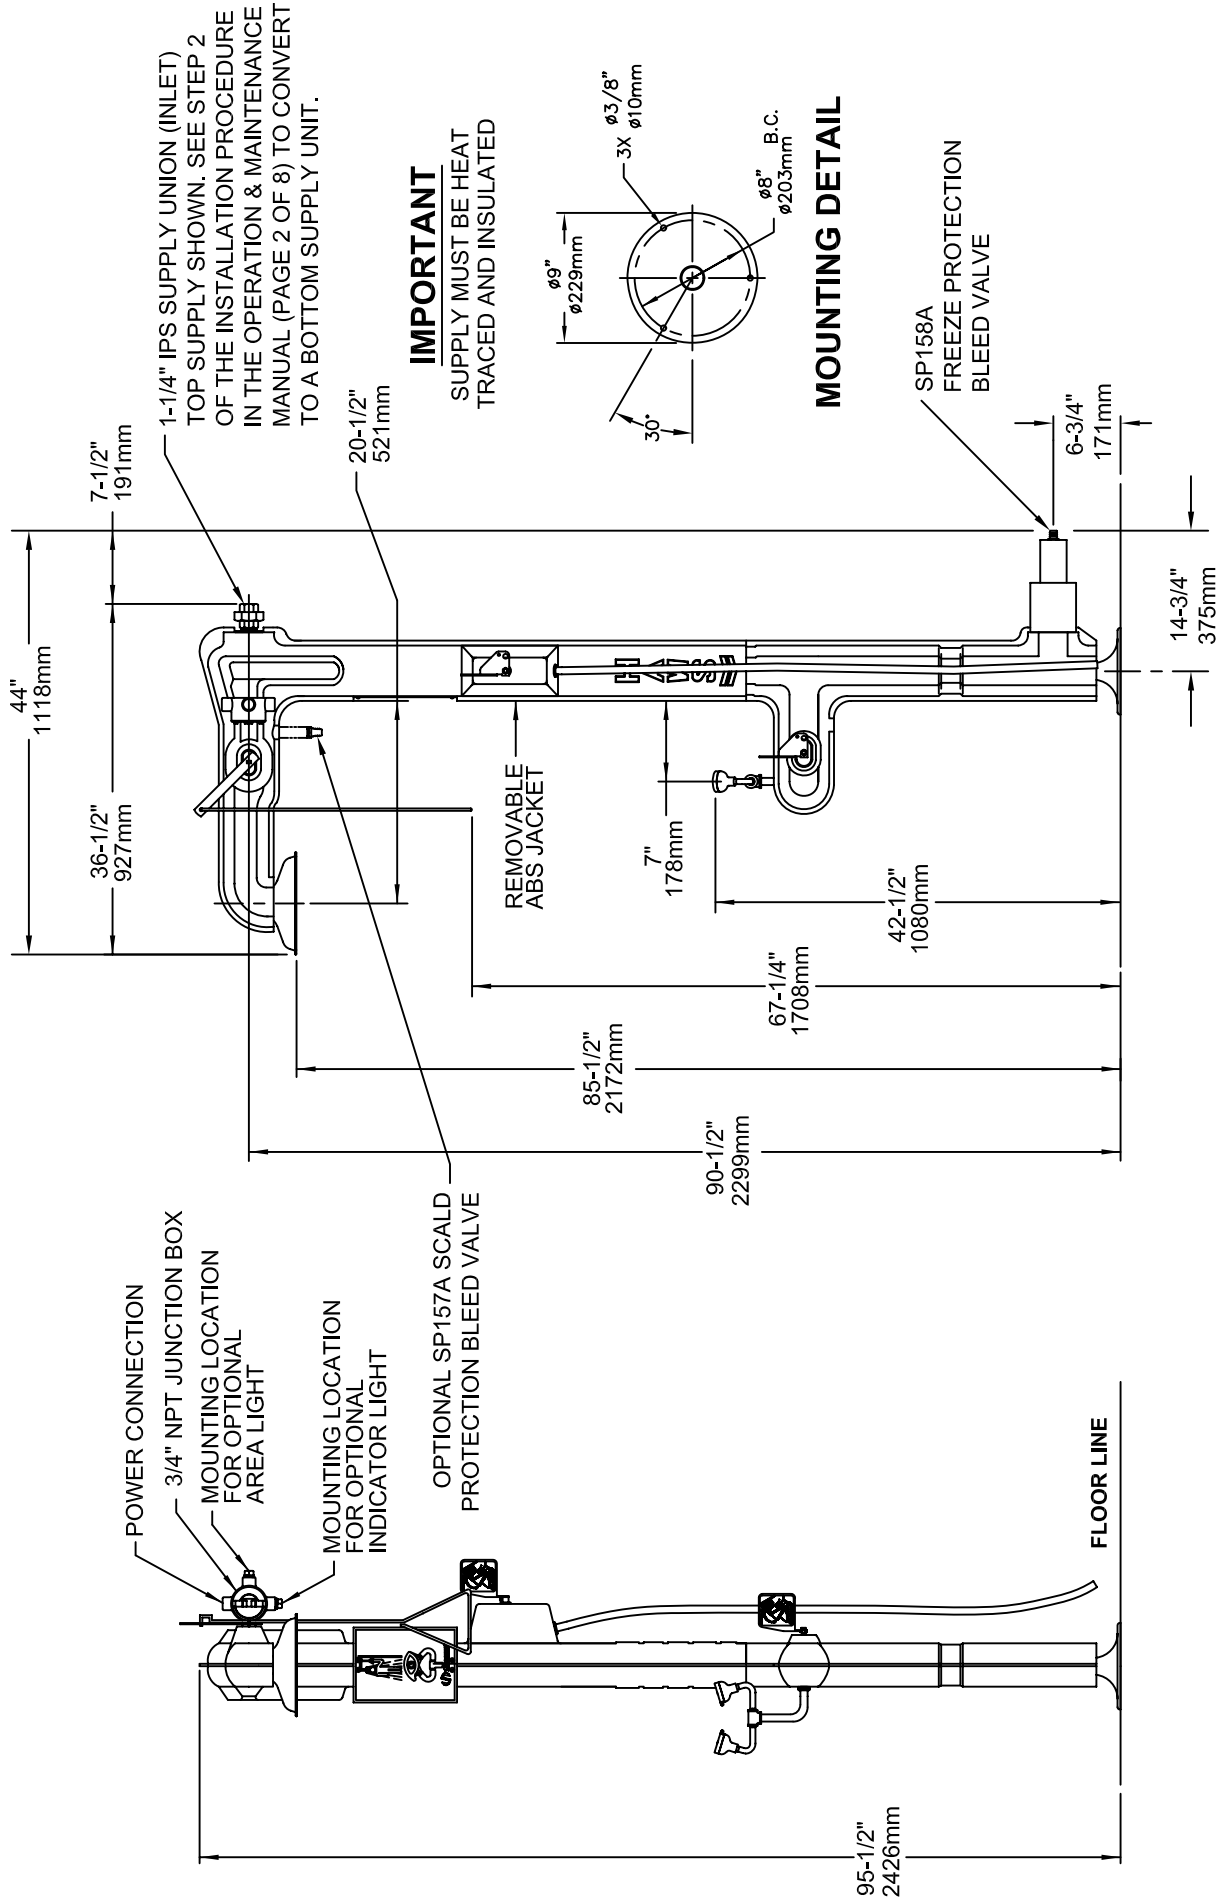 44"
1118mm
7-1/2"
191mm
36-1/2"
927mm
1-1/4" IPS SUPPLY UNION (INLET)
TOP SUPPLY SHOWN. SEE STEP 2
OF THE INSTALLATION PROCEDURE
IN THE OPERATION & MAINTENANCE
MANUAL (PAGE 2 OF 8) TO CONVERT
TO A BOTTOM SUPPLY UNIT.
20-1/2"
521mm
IMPORTANT
SUPPLY MUST BE HEAT
TRACED AND INSULATED
ø9"
ø229mm
3X ø3/8"
ø10mm
30°
ø8"
ø203mm B.C.
MOUNTING DETAIL
SP158A
FREEZE PROTECTION
BLEED VALVE
6-3/4"
171mm
14-3/4"
375mm
REMOVABLE
ABS JACKET
HAWS
7"
178mm
42-1/2"
1080mm
67-1/4"
1708mm
85-1/2"
2172mm
90-1/2"
2299mm
POWER CONNECTION
3/4" NPT JUNCTION BOX
MOUNTING LOCATION
FOR OPTIONAL
AREA LIGHT
MOUNTING LOCATION
FOR OPTIONAL
INDICATOR LIGHT
OPTIONAL SP157A SCALD
PROTECTION BLEED VALVE
FLOOR LINE
95-1/2"
2426mm